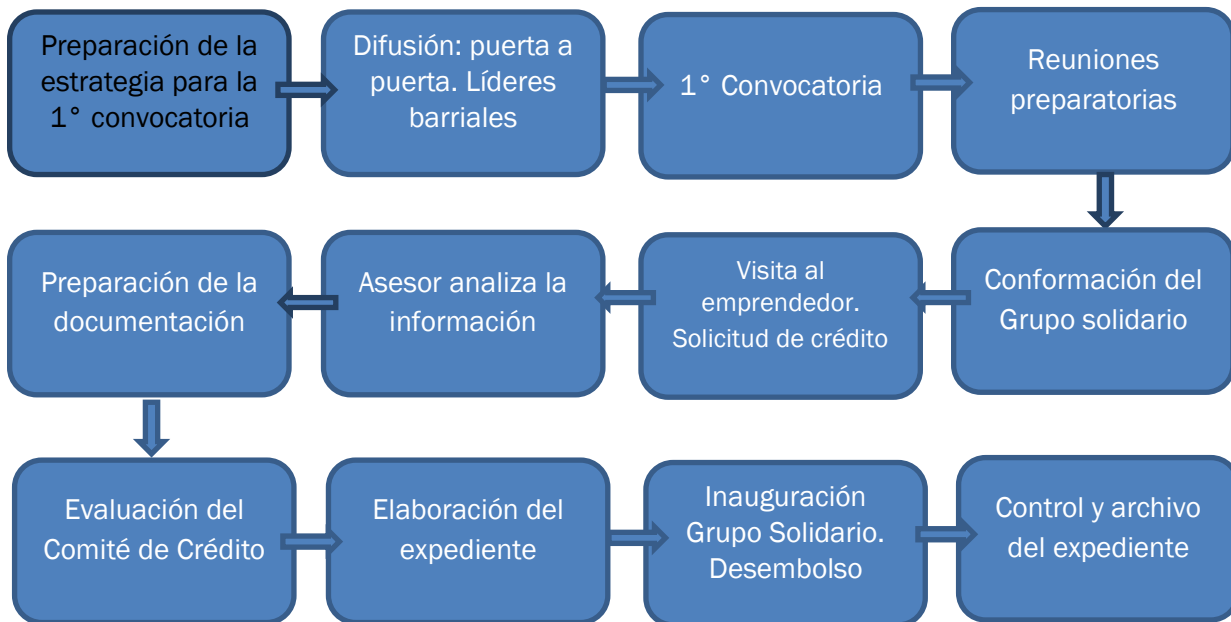 Preparación de la
estrategia para la
1° convocatoria
Difusión: puerta a
puerta. Líderes
barriales
1° Convocatoria
Reuniones
preparatorias
Conformación del
Grupo solidario
Visita al
emprendedor.
Solicitud de crédito
Asesor analiza la
información
Preparación de la
documentación
Evaluación del
Comité de Crédito
Elaboración del
expediente
Inauguración
Grupo Solidario.
Desembolso
Control y archivo
del expediente